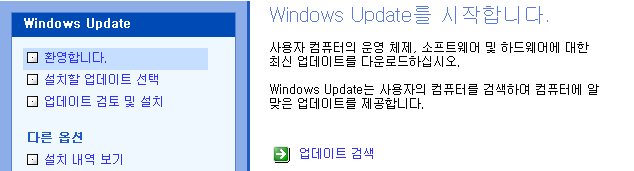 Windows Update
환영합니다.
설치할 업데이트 선택
업데이트 검토 및 설치
다른 옵션
설치 내역 보기
Windows Update를 시작합니다.
사용자 컴퓨터의 운영 체제, 소프트웨어 및 하드웨어에 대한
최신 업데이트를 다운로드하십시오.
Windows Update는 사용자의 컴퓨터를 검색하여 컴퓨터에 알
맞은 업데이트를 제공합니다.
업데이트 검색